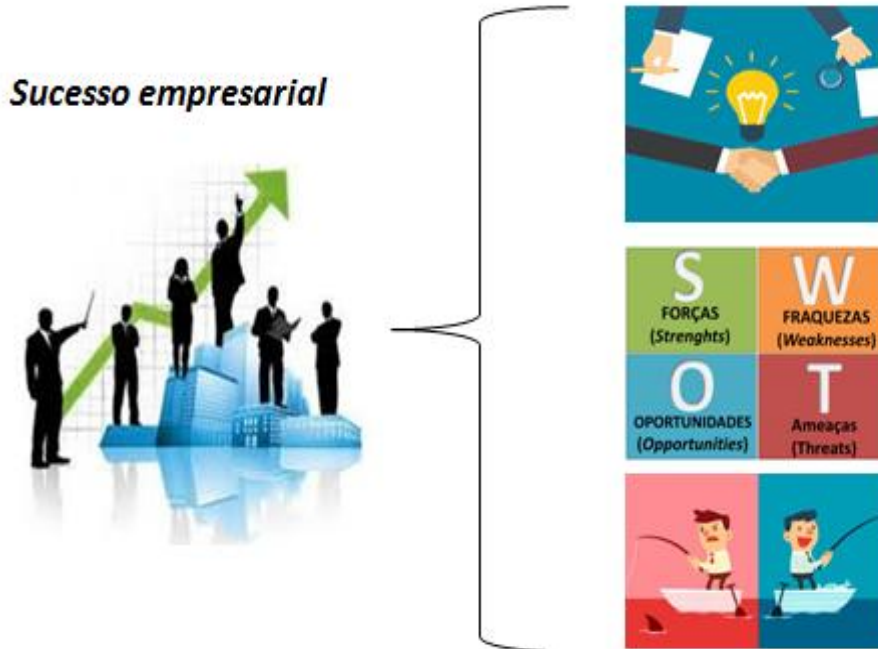 Sucesso empresarial
S
FORÇAS
(Strenghts)
W
FRAQUEZAS
(Weaknesses)
O
OPORTUNIDADES
(Opportunities)
T
Ameaças
(Threats)